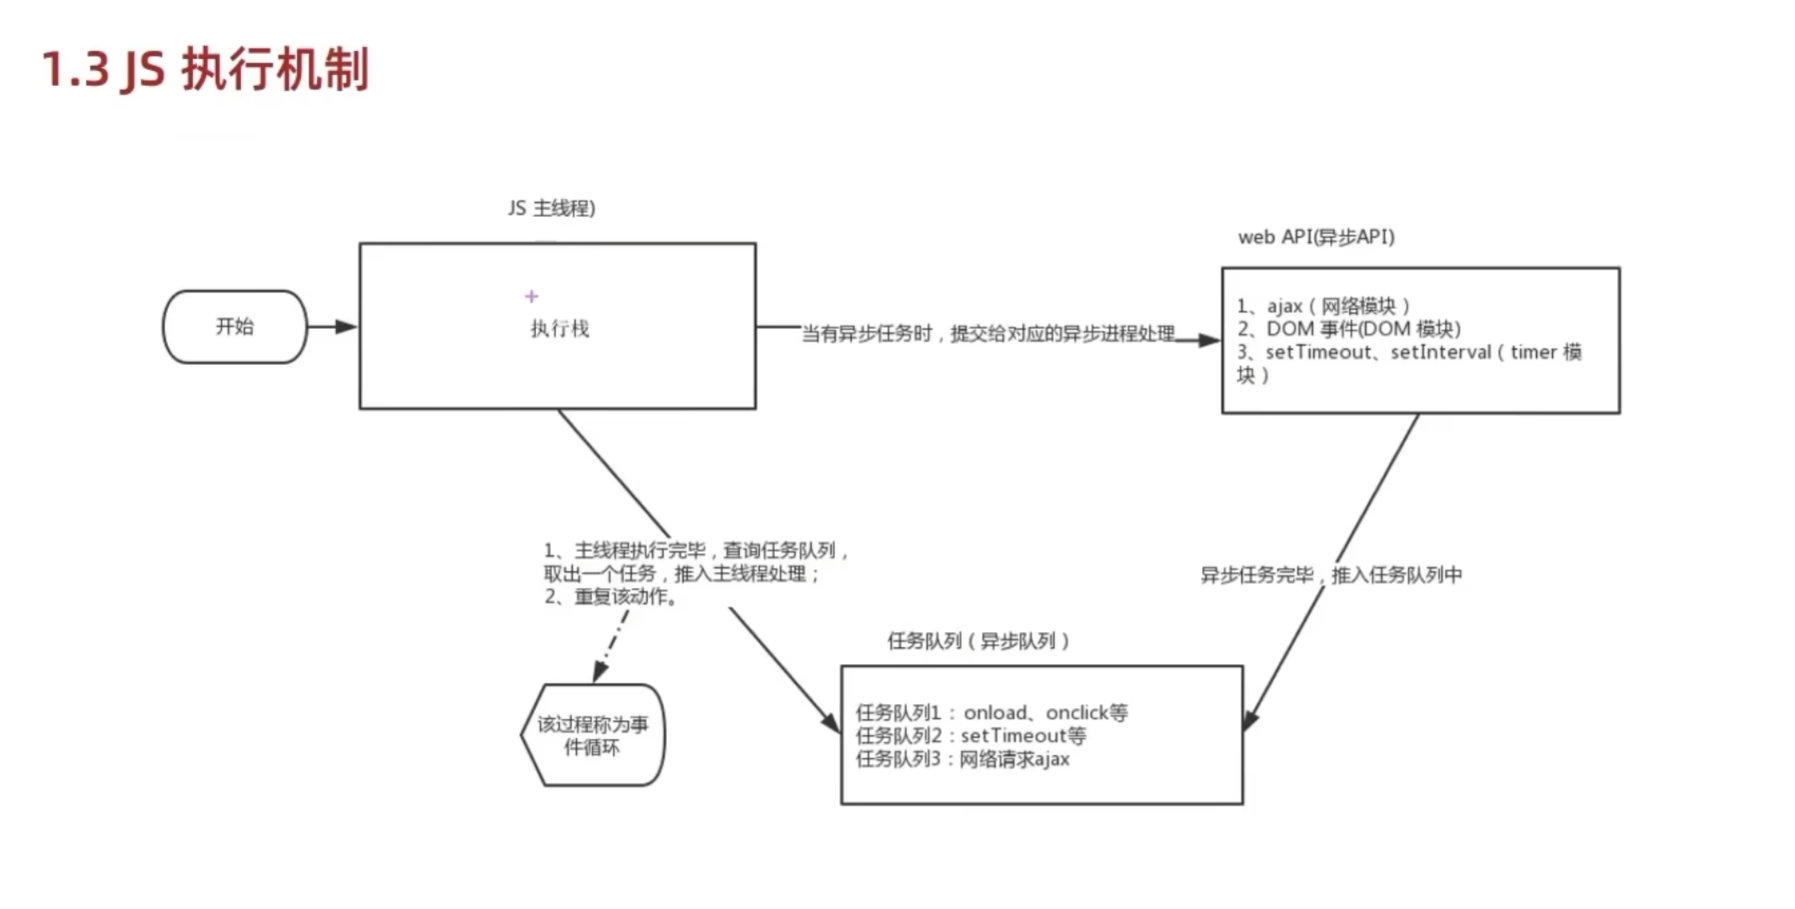 1.3 JS 执行机制
JS 主线程)
web API(异步API)
开始
执行栈
当有异步任务时，提交给对应的异步进程处理
1、ajax（网络模块）
2、DOM 事件(DOM 模块)
3、setTimeout、setInterval（timer 模
块）
1、主线程执行完毕，查询任务队列，
取出一个任务，推入主线程处理；
2、重复该动作。
异步任务完毕，推入任务队列中
任务队列（异步队列）
该过程称为事
件循环
任务队列1：onload、onclick等
任务队列2：setTimeout等
任务队列3：网络请求ajax